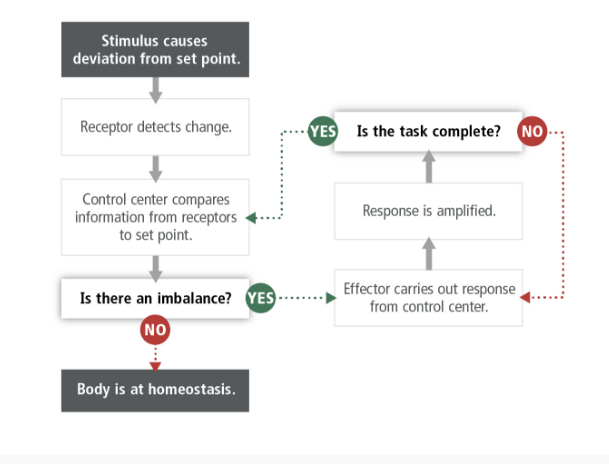 Stimulus causes
deviation from set point.
Receptor detects change.
Control center compares
information from receptors
to set point.
Is there an imbalance?
YES
NO
Body is at homeostasis.
YES
Is the task complete?
NO
Response is amplified.
Effector carries out response
from control center.